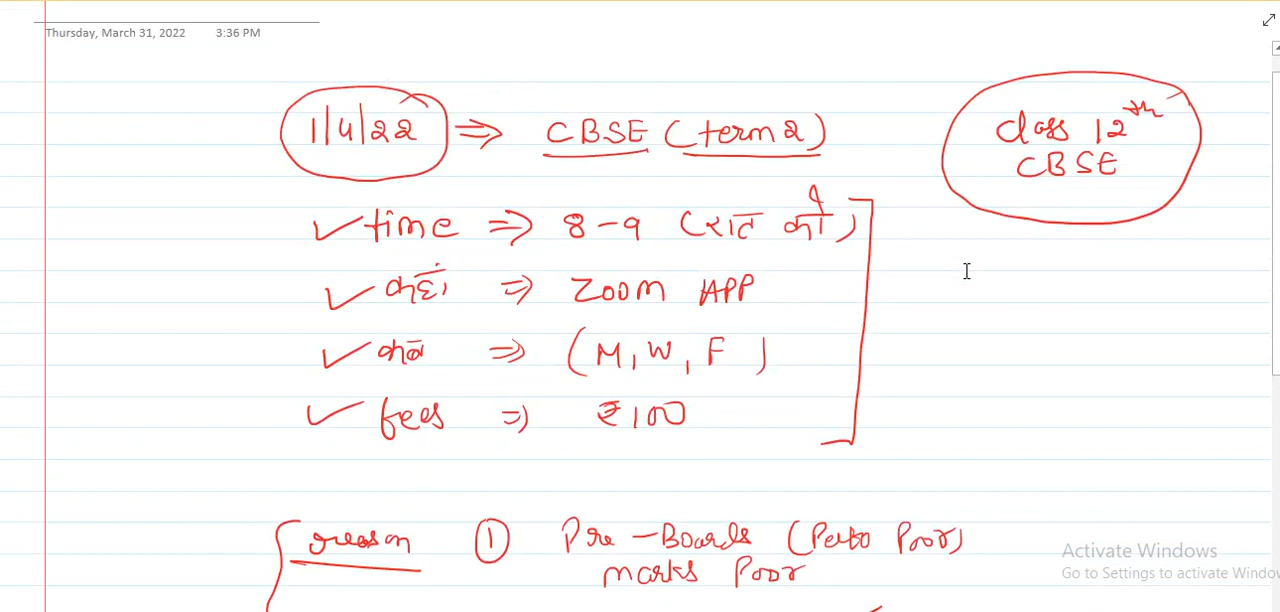 Thursday, March 31, 2022 3:36 PM
1/4/22 ⇒ CBSE (term 2)
class 12th
CBSE
✓ time ⇒ 8-9 (रात को)
✓ कहाँ ⇒ ZOOM APP
✓ कब ⇒ (M, W, F)
✓ fees ⇒ ₹100
reason ① Pre-Boards ( Poor)
marks Poor
Activate Windows
Go to Settings to activate Window